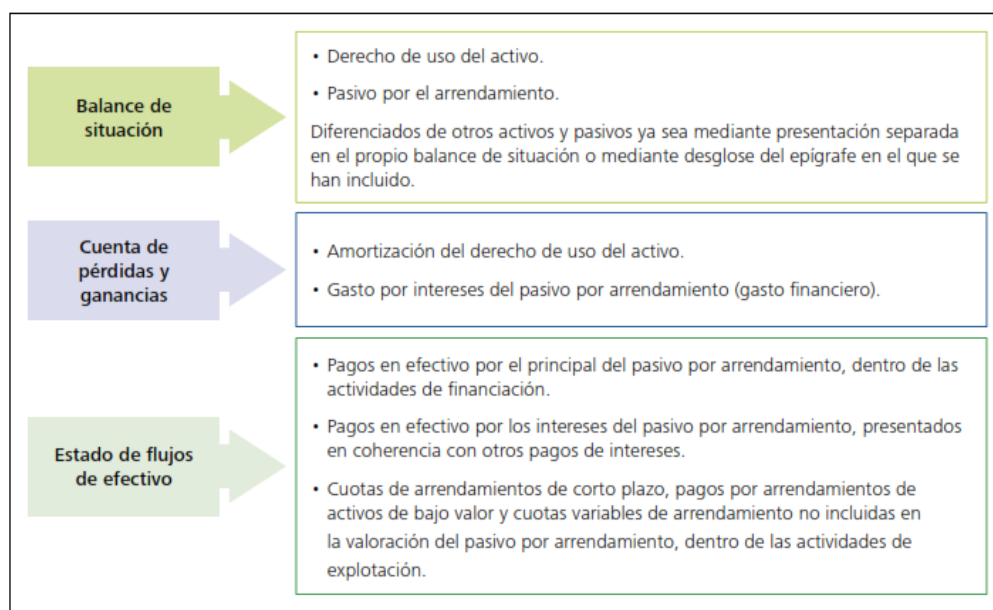 Balance de
situación
• Derecho de uso del activo.
• Pasivo por el arrendamiento.
Diferenciados de otros activos y pasivos ya sea mediante presentación separada
en el propio balance de situación o mediante desglose del epígrafe en el que se
han incluido.
Cuenta de
pérdidas y
ganancias
• Amortización del derecho de uso del activo.
• Gasto por intereses del pasivo por arrendamiento (gasto financiero).
Estado de flujos
de efectivo
• Pagos en efectivo por el principal del pasivo por arrendamiento, dentro de las
actividades de financiación.
• Pagos en efectivo por los intereses del pasivo por arrendamiento, presentados
en coherencia con otros pagos de intereses.
• Cuotas de arrendamientos de corto plazo, pagos por arrendamientos de
activos de bajo valor y cuotas variables de arrendamiento no incluidas en
la valoración del pasivo por arrendamiento, dentro de las actividades de
explotación.